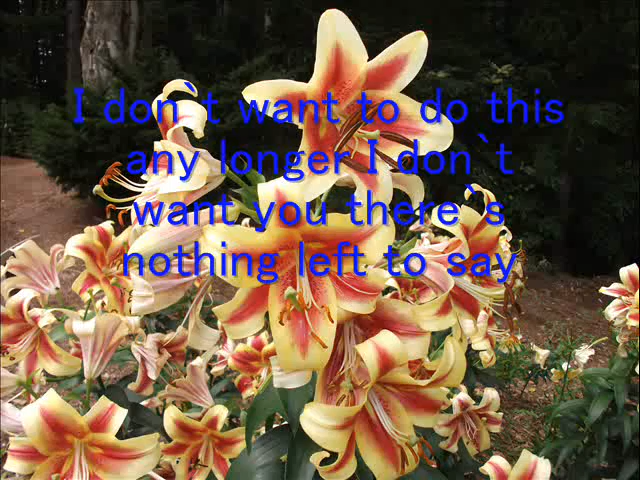 I don`t want to do this
any longer I don`t
want you there`s
nothing left to say